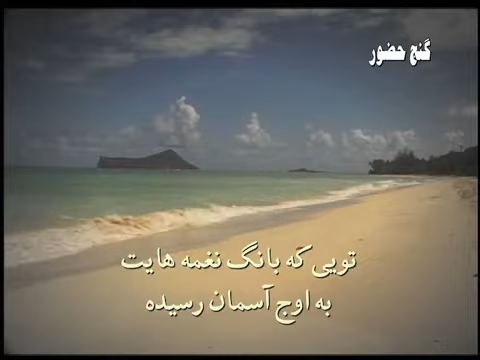 گنج حضور
تویی که بانگ نغمه هایت
به اوج آسمان رسیده